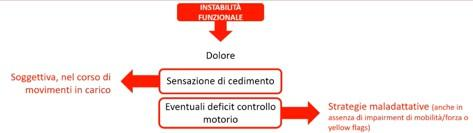 INSTABILITÀ
FUNZIONALE
Dolore
Soggettiva, nel corso di
movimenti in carico
Sensazione di cedimento
Eventuali deficit controllo
motorio
Strategie maladattative (anche in
assenza di impairment di mobilità/forza o
yellow flags)